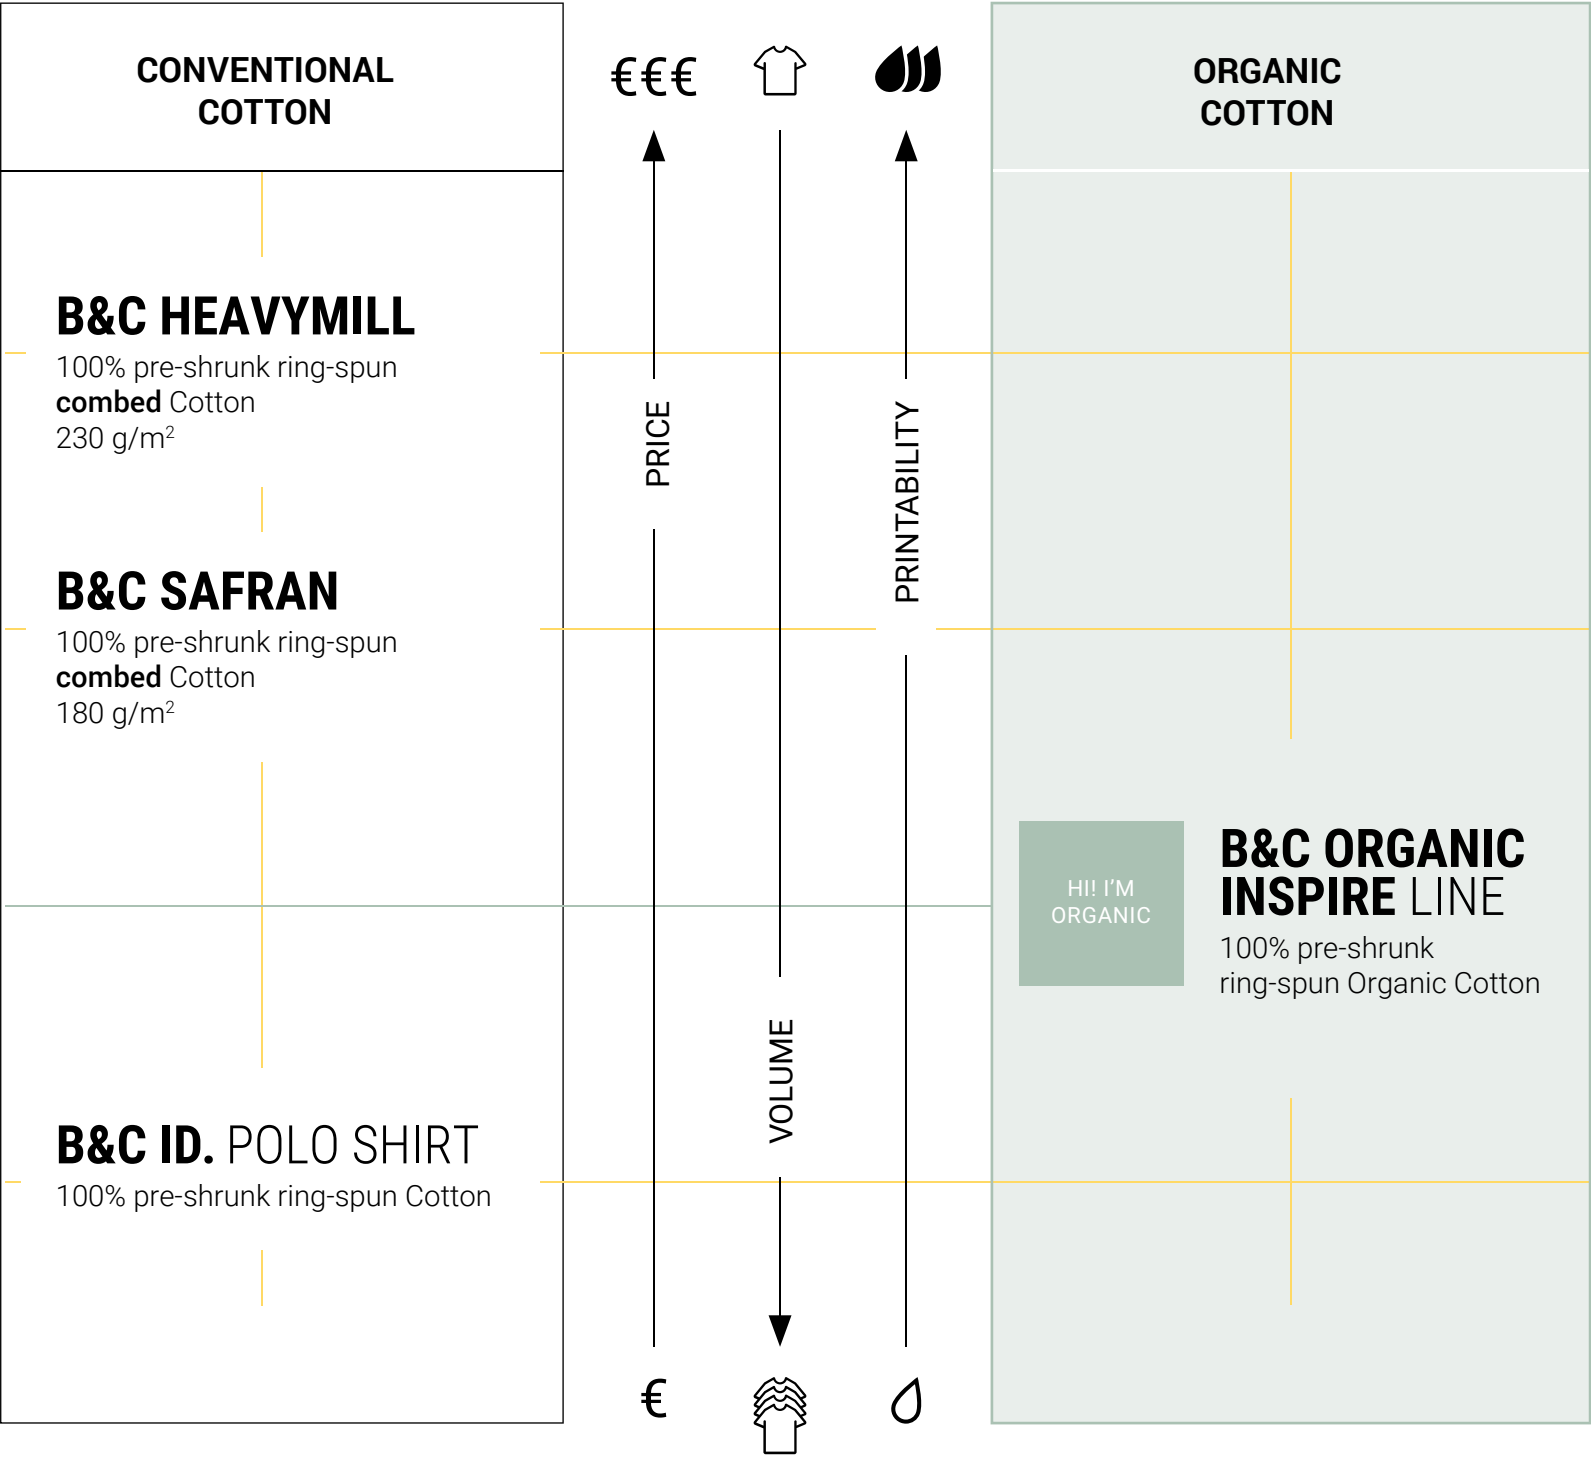 CONVENTIONAL
COTTON
B&C HEAVYMILL
100% pre-shrunk ring-spun
combed Cotton
230 g/m²
B&C SAFRAN
100% pre-shrunk ring-spun
combed Cotton
180 g/m²
B&C ID. POLO SHIRT
100% pre-shrunk ring-spun Cotton
€€€
PRICE
€
VOLUME
PRINTABILITY
ORGANIC
COTTON
HI! I'M
ORGANIC
B&C ORGANIC
INSPIRE LINE
100% pre-shrunk
ring-spun Organic Cotton